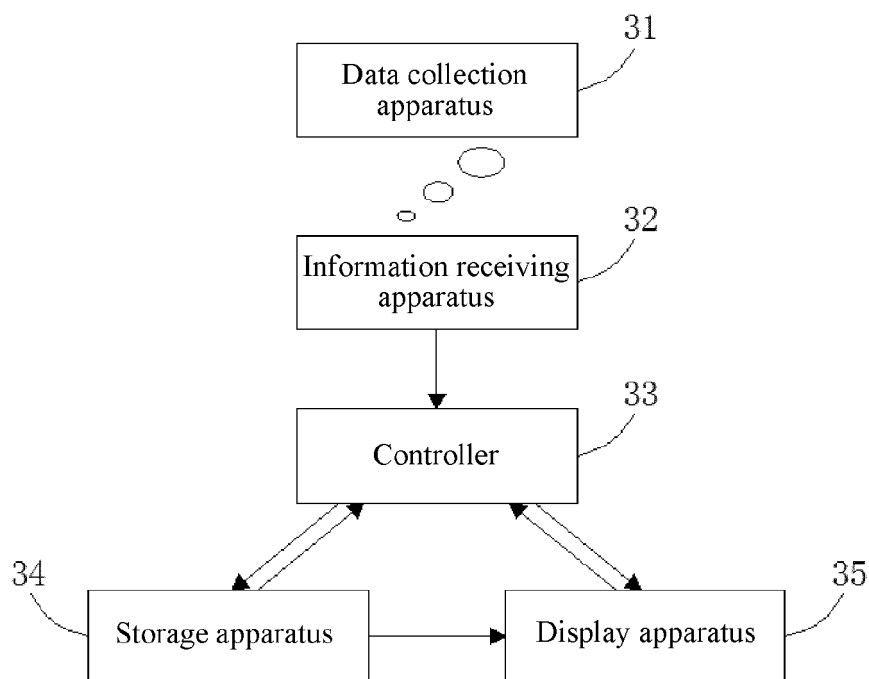 31
Data collection
apparatus
32
Information receiving
apparatus
33
Controller
34
Storage apparatus
35
Display apparatus